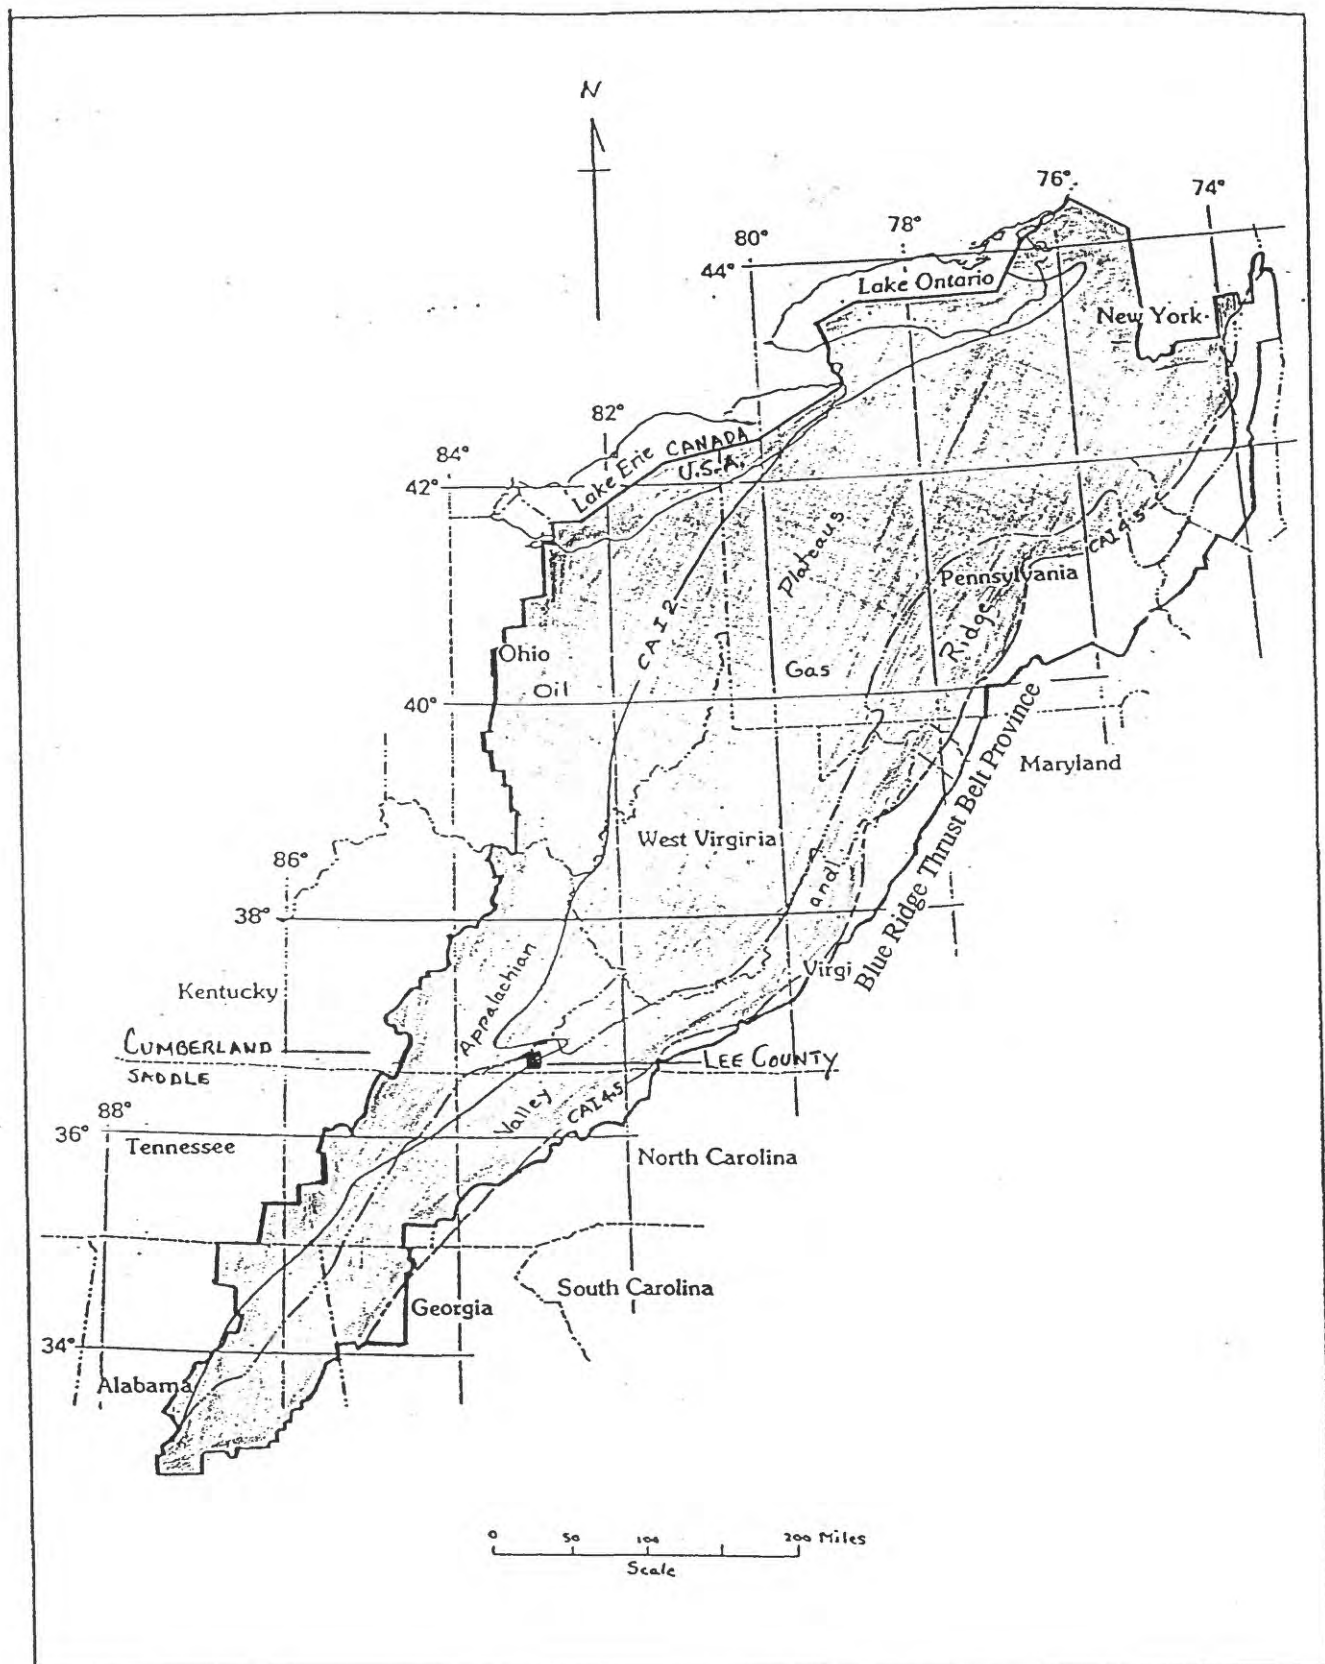 N
76°
74°
78°
80°
44°
Lake Ontario
New York
82°
84°
Lake Erie
CANADA
U.S.A.
42°
Plateaus
CAI 4.5
Pennsylvania
CAI 2
Ridge
Ohio
Oil
Gas
40°
Maryland
Blue Ridge Thrust Belt Province
West Virginia
86°
and
38°
Appalachian
Virgi
Kentucky
CUMBERLAND
SADDLE
LEE COUNTY
Valley
CAI 4.5
88°
36°
Tennessee
North Carolina
South Carolina
Georgia
34°
Alabama
0 50 100 200 Miles
Scale